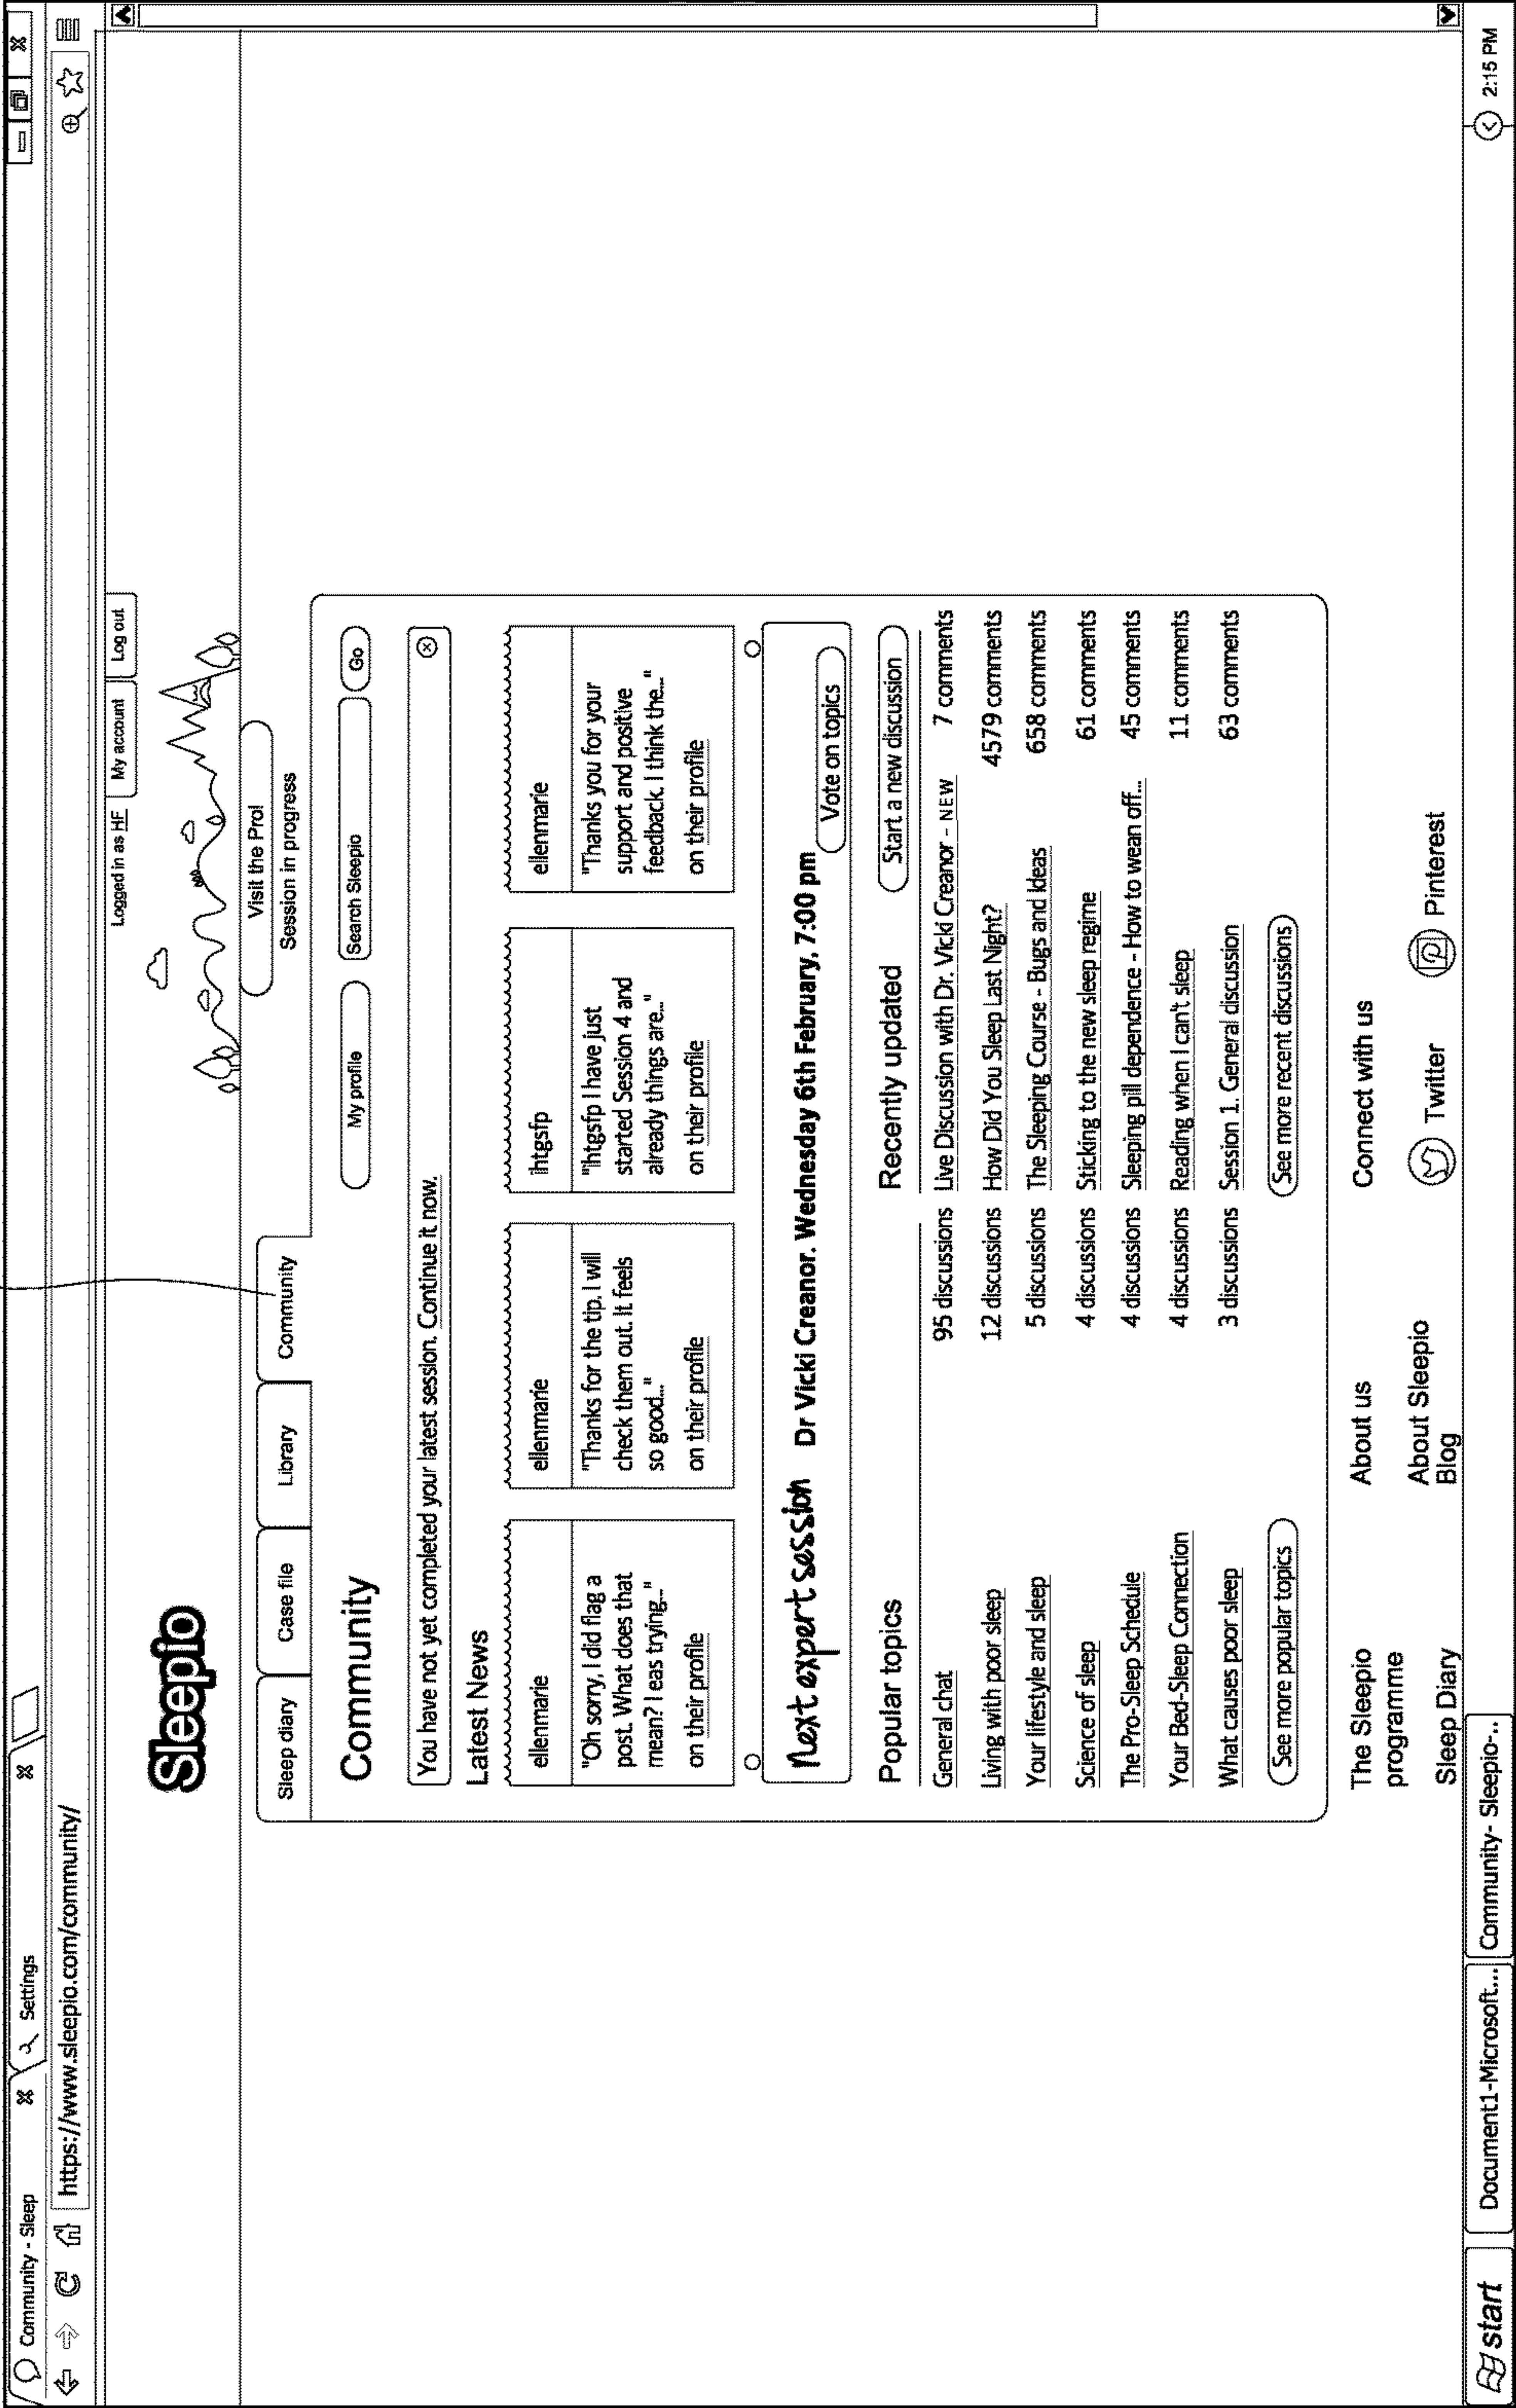 Community - Sleep
Settings
https://www.sleepio.com/community/
Logged in as HF
My account
Log out
Sleepio
Visit the Pro!
Session in progress
Sleep diary
Case file
Library
Community
Community
My profile
Search Sleepio
Go
You have not yet completed your latest session. Continue it now.
Latest News
ellenmarie
"Oh sorry, I did flag a
post. What does that
mean? I eas trying..."
on their profile
ellenmarie
"Thanks for the tip. I will
check them out. It feels
so good..."
on their profile
ihtgsfp
"ihtgsfp I have just
started Session 4 and
already things are..."
on their profile
ellenmarie
"Thanks you for your
support and positive
feedback. I think the..."
on their profile
Next expert session Dr Vicki Creanor. Wednesday 6th February, 7:00 pm
Vote on topics
Popular topics
General chat 95 discussions
Living with poor sleep 12 discussions
Your lifestyle and sleep 5 discussions
Science of sleep 4 discussions
The Pro-Sleep Schedule 4 discussions
Your Bed-Sleep Connection 4 discussions
What causes poor sleep 3 discussions
See more popular topics
Recently updated
Start a new discussion
Live Discussion with Dr. Vicki Creanor - NEW 7 comments
How Did You Sleep Last Night? 4579 comments
The Sleeping Course - Bugs and Ideas 658 comments
Sticking to the new sleep regime 61 comments
Sleeping pill dependence - How to wean off... 45 comments
Reading when I can't sleep 11 comments
Session 1. General discussion 63 comments
See more recent discussions
The Sleepio
programme
Sleep Diary
About us
About Sleepio
Blog
Connect with us
Twitter
Pinterest
start
Document1-Microsoft...
Community- Sleepio-...
2:15 PM